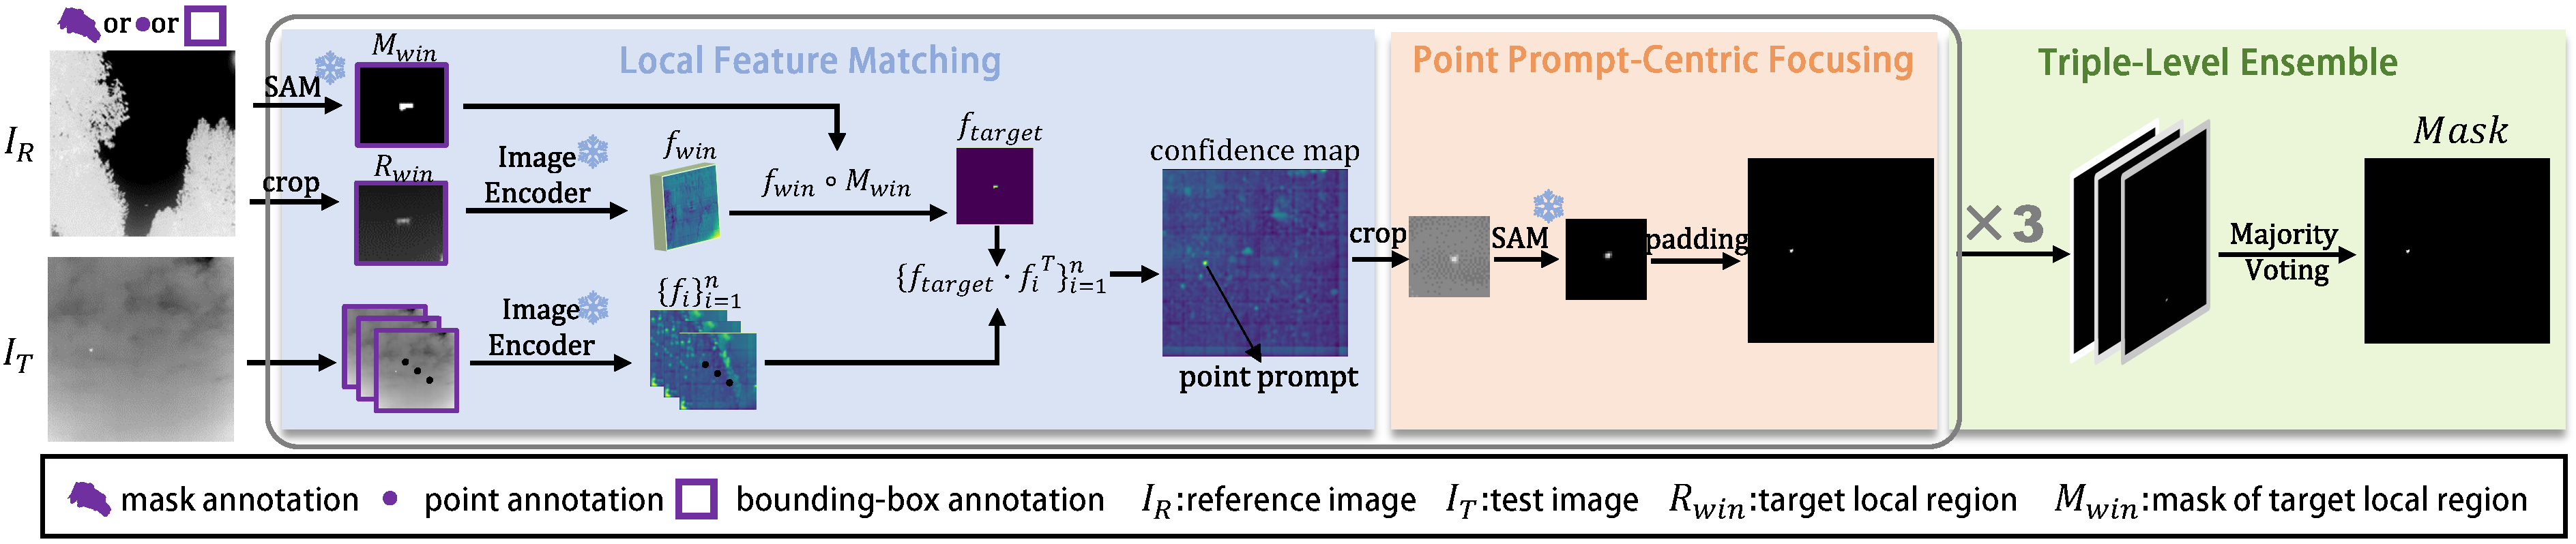 or or
Local Feature Matching
Point Prompt-Centric Focusing
Triple-Level Ensemble
I_R
SAM
M_{win}
crop
R_{win}
Image
Encoder
f_{win}
f_{win} ∘ M_{win}
f_{target}
confidence map
I_T
Image
Encoder
{f_i}_{i=1}^n
{f_{target} · f_i^T}_{i=1}^n
point prompt
crop
SAM
padding
×3
Majority
Voting
Mask
mask annotation point annotation bounding-box annotation I_R:reference image I_T:test image R_{win}:target local region M_{win}:mask of target local region